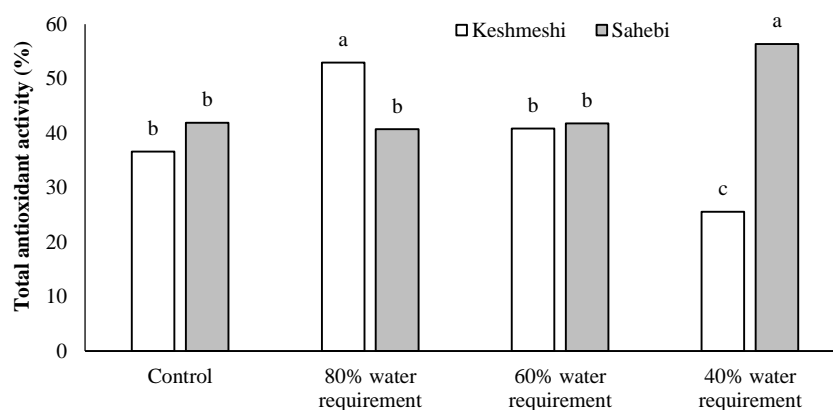 Total antioxidant activity (%)
60
50
40
30
20
10
0
Keshmeshi Sahebi
b b
a b
b b
c a
Control
80% water
requirement
60% water
requirement
40% water
requirement